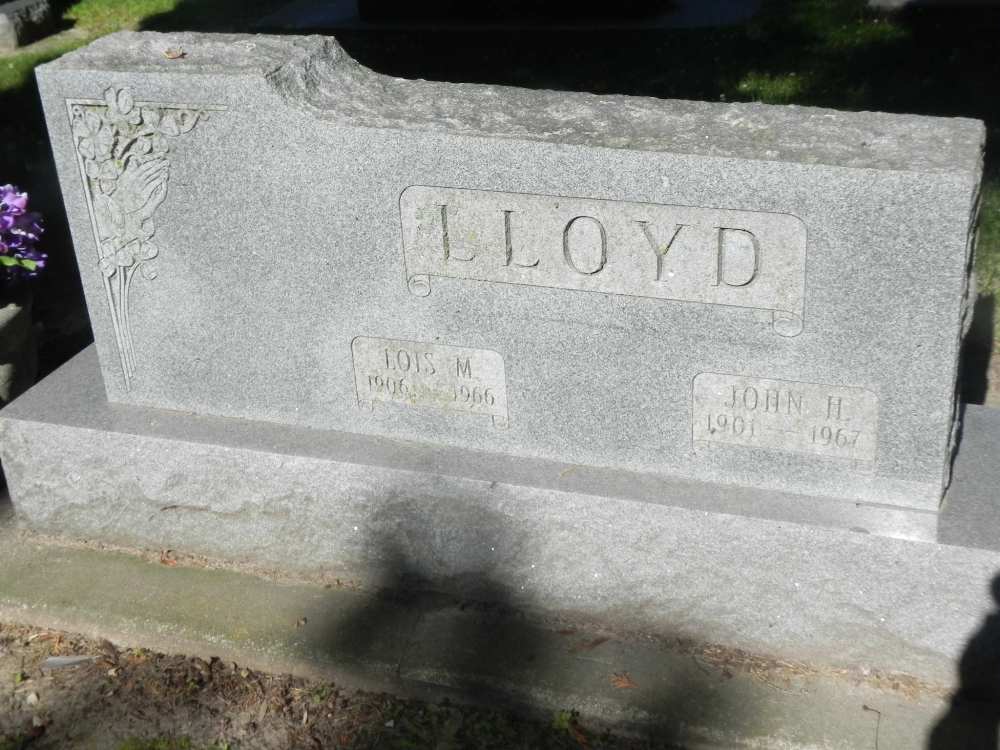 LLOYD
LOIS M.
1906 — 1966
JOHN H.
1901 — 1967